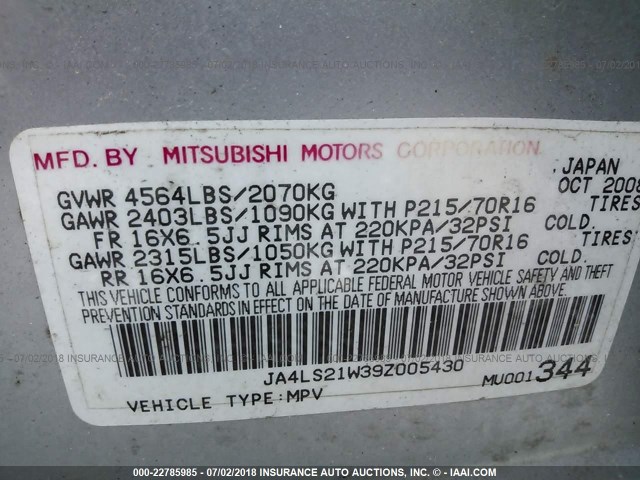 MFD. BY MITSUBISHI MOTORS CORPORATION
JAPAN
GVWR 4564LBS/2070KG OCT 2008
GAWR 2403LBS/1090KG WITH P215/70R16 TIRES
FR 16X6.5JJ RIMS AT 220KPA/32PSI COLD.
GAWR 2315LBS/1050KG WITH P215/70R16 TIRES
RR 16X6.5JJ RIMS AT 220KPA/32PSI COLD.
THIS VEHICLE CONFORMS TO ALL APPLICABLE FEDERAL MOTOR VEHICLE SAFETY AND THEFT
PREVENTION STANDARDS IN EFFECT ON THE DATE OF MANUFACTURE SHOWN ABOVE.
JA4LS21W39Z005430 MU001344
VEHICLE TYPE:MPV
000-22785985 - 07/02/2018 INSURANCE AUTO AUCTIONS, INC. - © - IAAI.COM